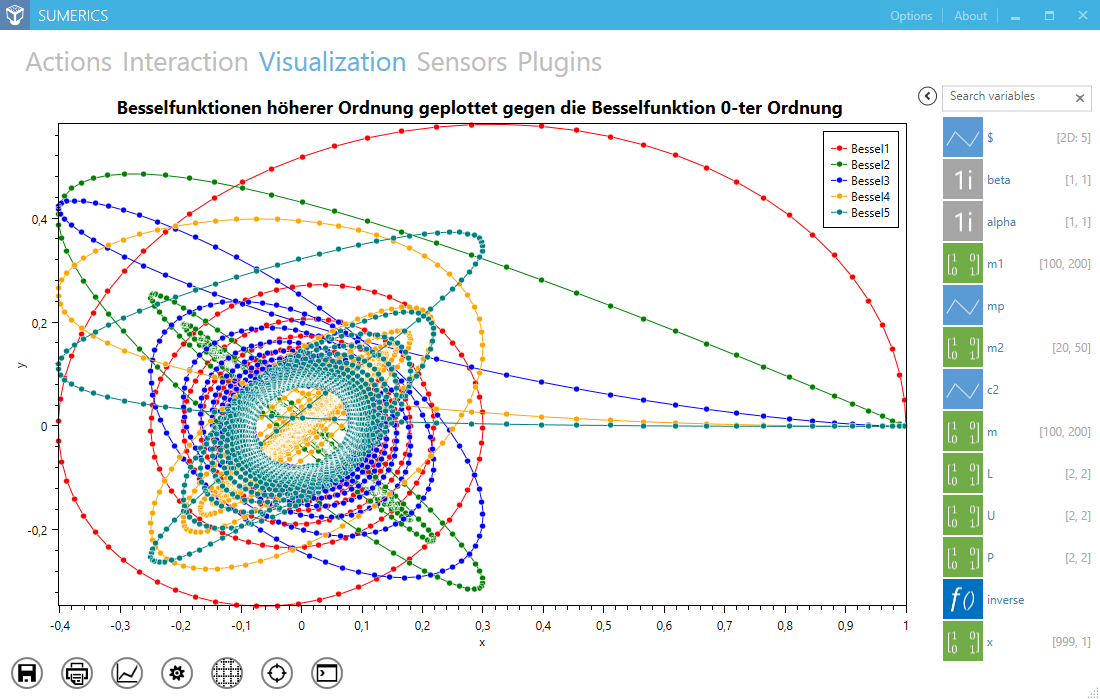 SUMERICS
Options About
Actions Interaction Visualization Sensors Plugins
Besselfunktionen höherer Ordnung geplottet gegen die Besselfunktion 0-ter Ordnung
Bessel1
Bessel2
Bessel3
Bessel4
Bessel5
y
0,4
0,2
0
-0,2
-0,4 -0,3 -0,2 -0,1 0 0,1 0,2 0,3 0,4 0,5 0,6 0,7 0,8 0,9 1
x
Search variables
$ [2D: 5]
1i beta [1, 1]
1i alpha [1, 1]
m1 [100, 200]
mp
m2 [20, 50]
c2
m [100, 200]
L [2, 2]
U [2, 2]
P [2, 2]
f() inverse
x [999, 1]